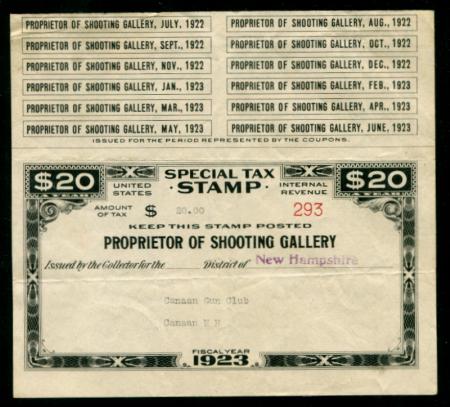 PROPRIETOR OF SHOOTING GALLERY, JULY, 1922 PROPRIETOR OF SHOOTING GALLERY, AUG., 1922
PROPRIETOR OF SHOOTING GALLERY, SEPT., 1922 PROPRIETOR OF SHOOTING GALLERY, OCT., 1922
PROPRIETOR OF SHOOTING GALLERY, NOV., 1922 PROPRIETOR OF SHOOTING GALLERY, DEC., 1922
PROPRIETOR OF SHOOTING GALLERY, JAN., 1923 PROPRIETOR OF SHOOTING GALLERY, FEB., 1923
PROPRIETOR OF SHOOTING GALLERY, MAR., 1923 PROPRIETOR OF SHOOTING GALLERY, APR., 1923
PROPRIETOR OF SHOOTING GALLERY, MAY, 1923 PROPRIETOR OF SHOOTING GALLERY, JUNE, 1923
ISSUED FOR THE PERIOD REPRESENTED BY THE COUPONS.
$20 A YEAR SPECIAL TAX $20 A YEAR
UNITED STATES · STAMP · INTERNAL REVENUE
AMOUNT OF TAX $ 20.00 293
KEEP THIS STAMP POSTED
PROPRIETOR OF SHOOTING GALLERY
Issued by the Collector for the District of New Hampshire
Canaan Gun Club
Canaan N H
FISCAL YEAR
1923